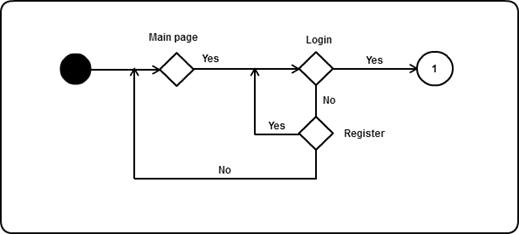 Main page
Login
Yes
Yes
1
No
Yes
Register
No